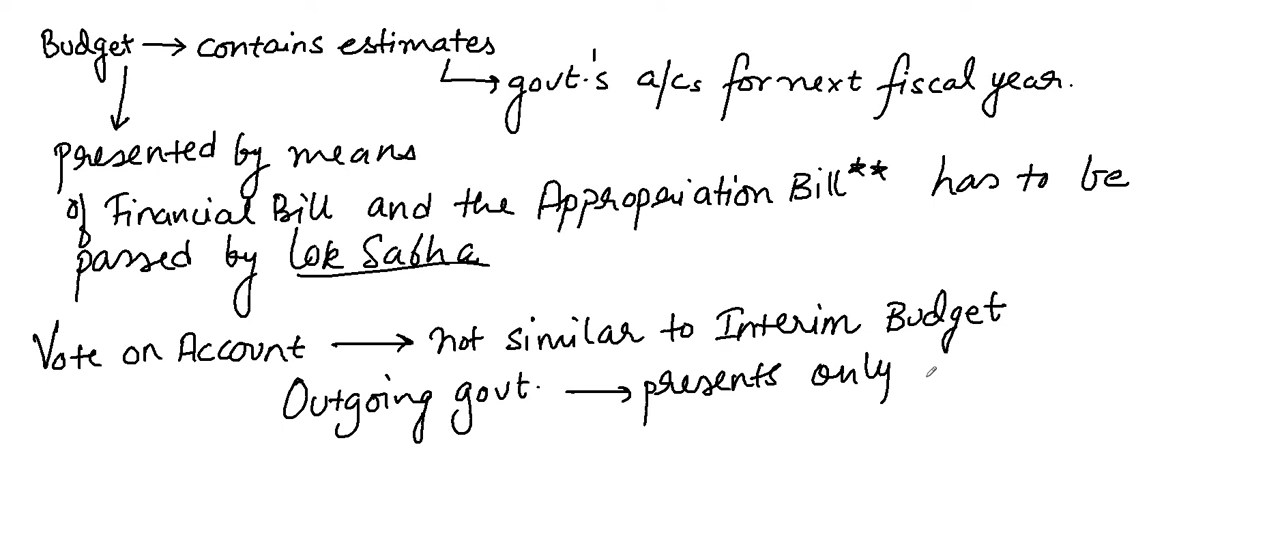 Budget → contains estimates
↳ govt.'s a/cs for next fiscal year.
presented by means
of Financial Bill and the Appropriation Bill** has to be
passed by Lok Sabha
Vote on Account → not similar to Interim Budget
Outgoing govt. → presents only